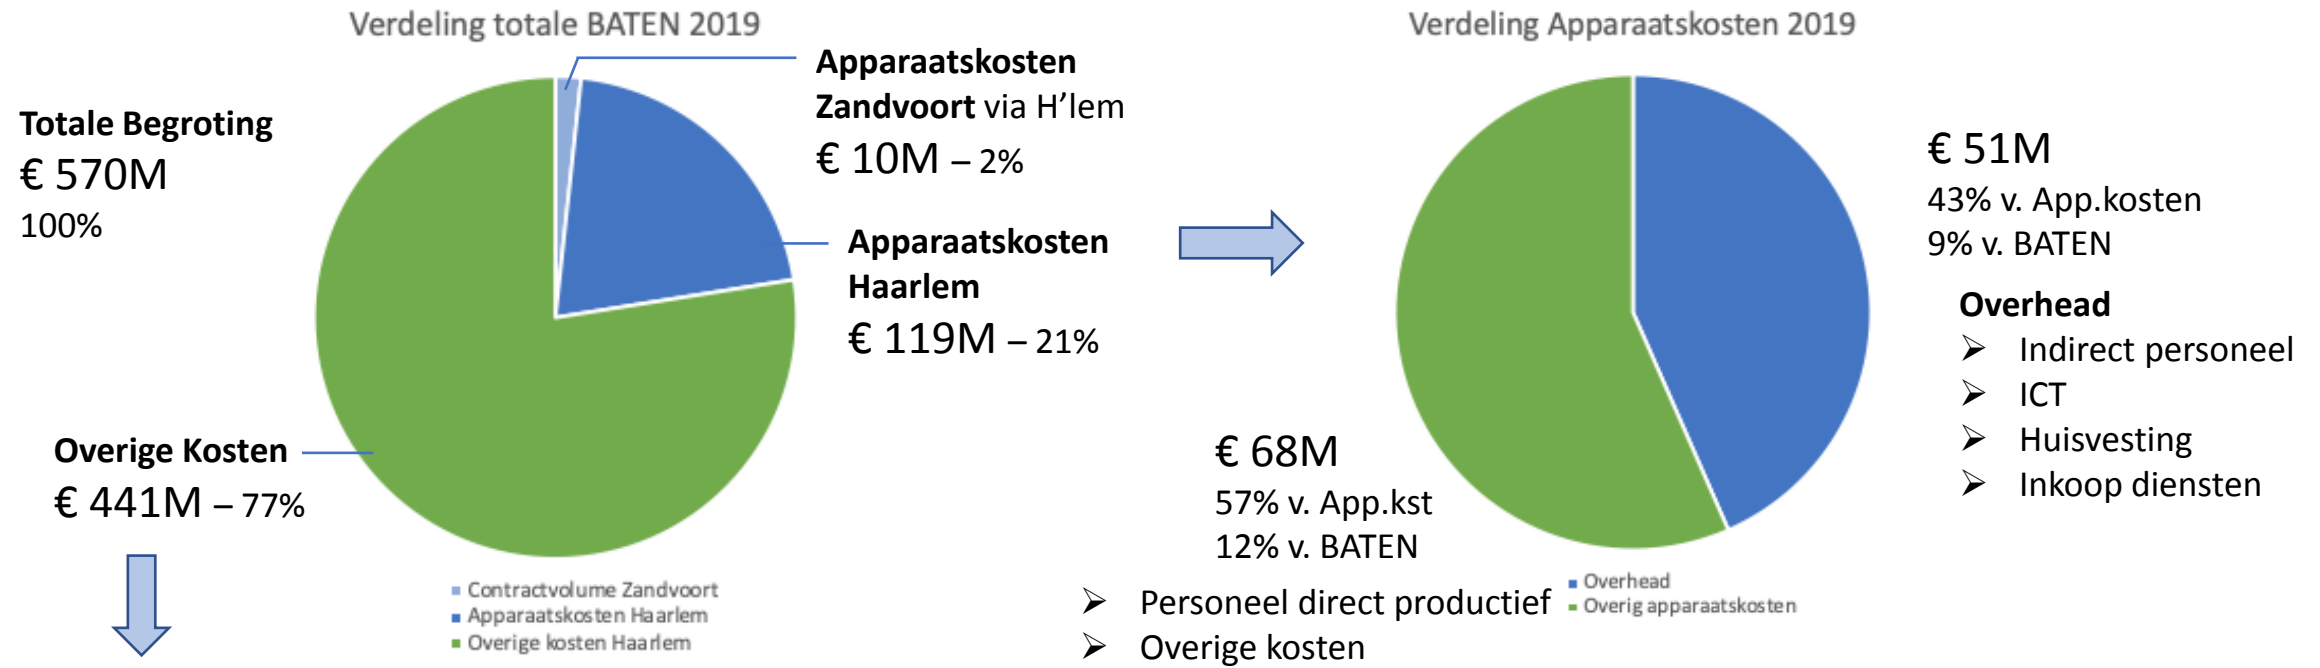 Verdeling totale BATEN 2019
Totale Begroting
€ 570M
100%
Apparaatskosten
Zandvoort via H’lem
€ 10M – 2%
Apparaatskosten
Haarlem
€ 119M – 21%
Overige Kosten
€ 441M – 77%
Contractvolume Zandvoort
Apparaatskosten Haarlem
Overige kosten Haarlem
Verdeling Apparaatskosten 2019
€ 51M
43% v. App.kosten
9% v. BATEN
Overhead
➢ Indirect personeel
➢ ICT
➢ Huisvesting
➢ Inkoop diensten
€ 68M
57% v. App.kst
12% v. BATEN
➢ Personeel direct productief
➢ Overige kosten
Overhead
Overig apparaatskosten